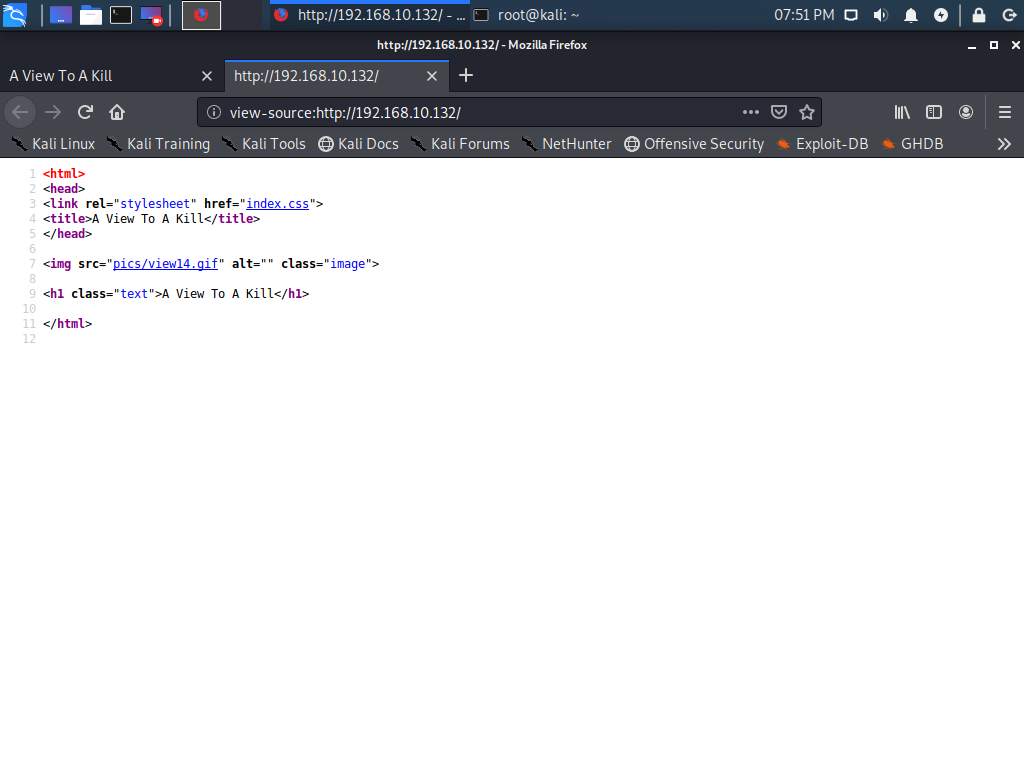 http://192.168.10.132/ - ...
root@kali: ~
07:51 PM
http://192.168.10.132/ - Mozilla Firefox
A View To A Kill
http://192.168.10.132/
view-source:http://192.168.10.132/
Kali Linux
Kali Training
Kali Tools
Kali Docs
Kali Forums
NetHunter
Offensive Security
Exploit-DB
GHDB
1 <html>
2 <head>
3 <link rel="stylesheet" href="index.css">
4 <title>A View To A Kill</title>
5 </head>
6
7 <img src="pics/view14.gif" alt="" class="image">
8
9 <h1 class="text">A View To A Kill</h1>
10
11 </html>
12